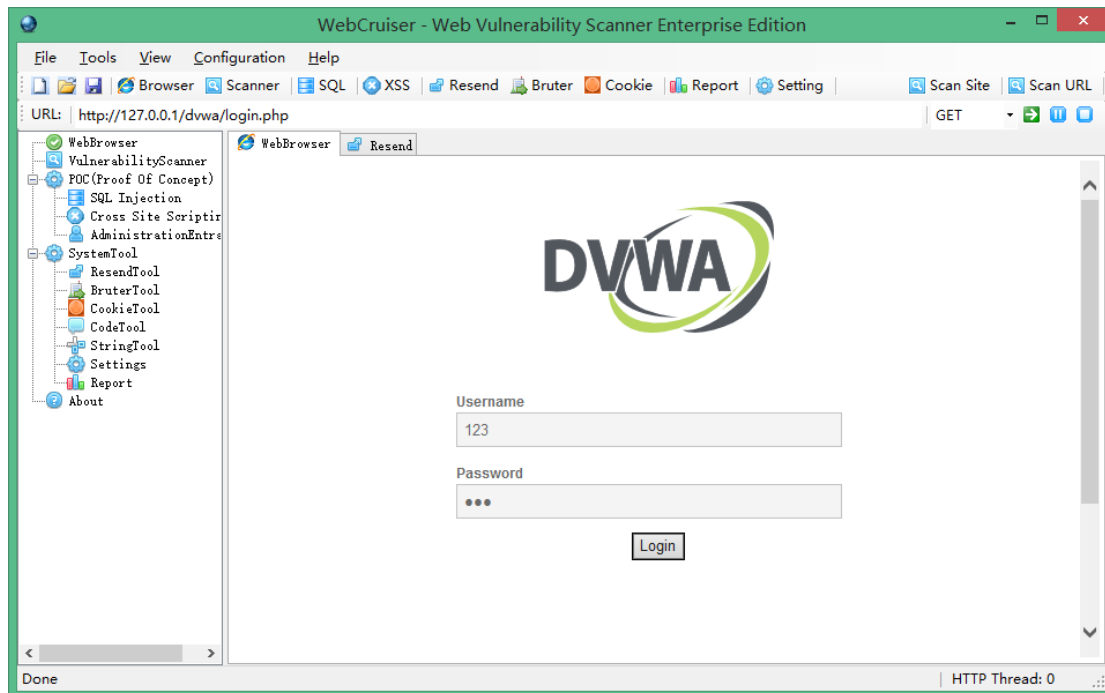 WebCruiser - Web Vulnerability Scanner Enterprise Edition
File Tools View Configuration Help
Browser Scanner SQL XSS Resend Bruter Cookie Report Setting Scan Site Scan URL
URL: http://127.0.0.1/dvwa/login.php GET
WebBrowser
VulnerabilityScanner
POC(Proof Of Concept)
SQL Injection
Cross Site Scriptin
AdministrationEntra
SystemTool
ResendTool
BruterTool
CookieTool
CodeTool
StringTool
Settings
Report
About
WebBrowser Resend
DVWA
Username
123
Password
•••
Login
Done HTTP Thread: 0